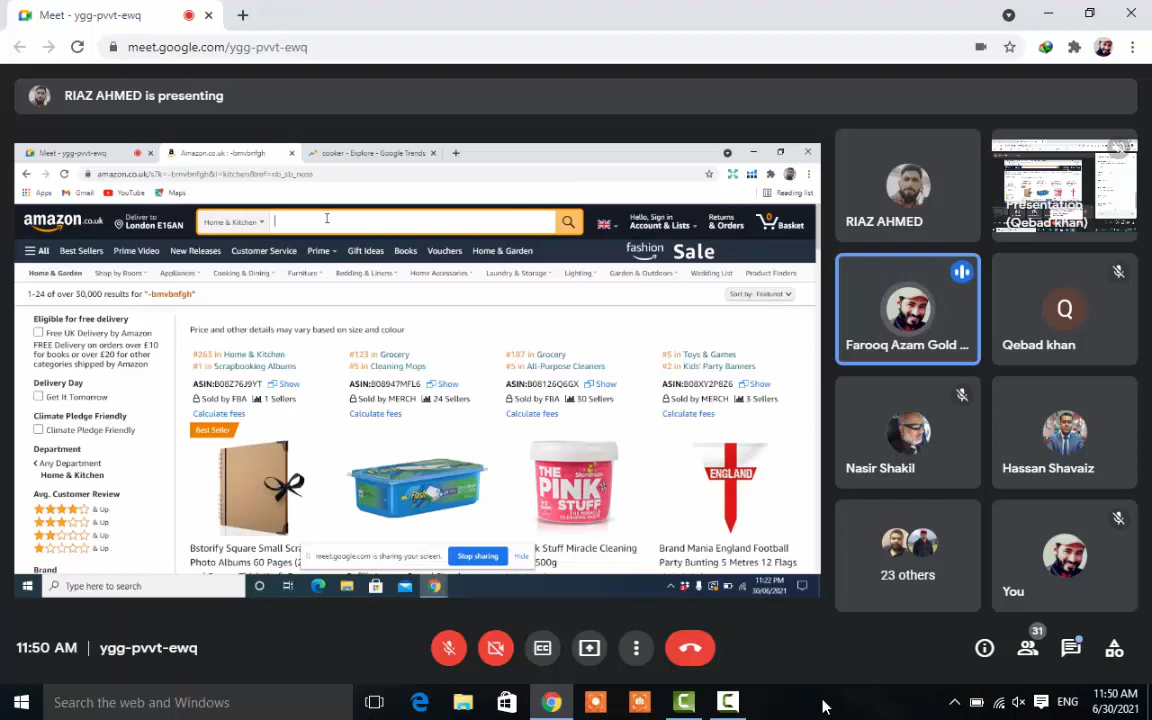 Meet - ygg-pvvt-ewq
meet.google.com/ygg-pvvt-ewq
RIAZ AHMED is presenting
Meet - ygg-pvvt-ewq
Amazon.co.uk : -bmvbnfgh
cooker - Explore - Google Trends
amazon.co.uk/s?k=-bmvbnfgh&i=kitchen&ref=nb_sb_noss
Apps Gmail YouTube Maps Reading list
amazon.co.uk
Deliver to
London E16AN
Home & Kitchen
Hello, Sign in
Account & Lists
Returns
& Orders
0
Basket
All Best Sellers Prime Video New Releases Customer Service Prime Gift Ideas Books Vouchers Home & Garden
fashion Sale
Home & Garden Shop by Room Appliances Cooking & Dining Furniture Bedding & Linens Home Accessories Laundry & Storage Lighting Garden & Outdoors Wedding List Product Finders
1-24 of over 30,000 results for "-bmvbnfgh"
Sort by: Featured
Eligible for free delivery
Free UK Delivery by Amazon
FREE Delivery on orders over £10
for books or over £20 for other
categories shipped by Amazon
Delivery Day
Get It Tomorrow
Climate Pledge Friendly
Climate Pledge Friendly
Department
Any Department
Home & Kitchen
Avg. Customer Review
& Up
& Up
& Up
& Up
Brand
Price and other details may vary based on size and colour
#263 in Home & Kitchen
#1 in Scrapbooking Albums
ASIN:B08Z76J9YT Show
Sold by FBA 1 Sellers
Calculate fees
Best Seller
Bstorify Square Small Scra
Photo Albums 60 Pages (2
#123 in Grocery
#5 in Cleaning Mops
ASIN:B08947MFL6 Show
Sold by MERCH 24 Sellers
Calculate fees
Flash
#187 in Grocery
#5 in All-Purpose Cleaners
ASIN:B08126Q6GX Show
Sold by FBA 30 Sellers
Calculate fees
THE
PINK
STUFF
k Stuff Miracle Cleaning
500g
#5 in Toys & Games
#2 in Kids' Party Banners
ASIN:B08XY2P8Z6 Show
Sold by MERCH 3 Sellers
Calculate fees
ENGLAND
Brand Mania England Football
Party Bunting 5 Metres 12 Flags
meet.google.com is sharing your screen.
Stop sharing
Hide
Type here to search
11:22 PM
30/06/2021
RIAZ AHMED
Presentation
(Qebad khan)
Farooq Azam Gold ...
Q
Qebad khan
Nasir Shakil
Hassan Shavaiz
23 others
You
11:50 AM ygg-pvvt-ewq
31
Search the web and Windows
ENG
11:50 AM
6/30/2021